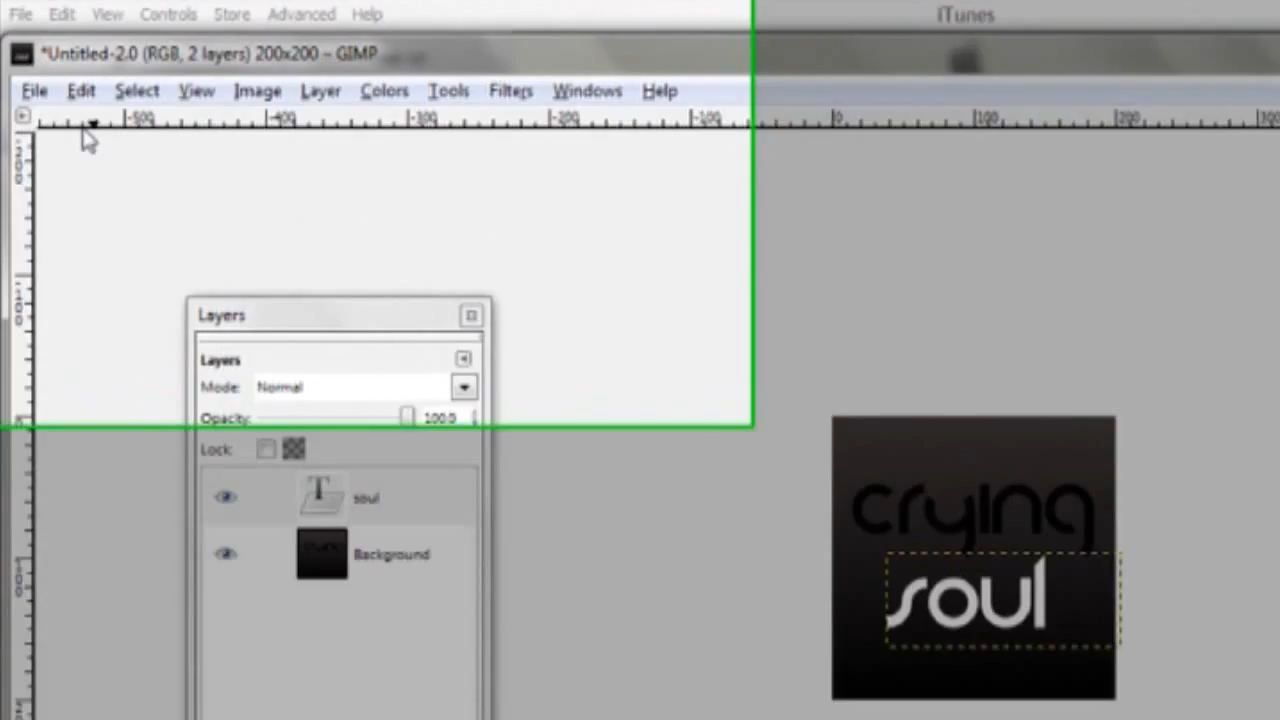 File Edit View Controls Store Advanced Help
iTunes
*Untitled-2.0 (RGB, 2 layers) 200x200 – GIMP
File Edit Select View Image Layer Colors Tools Filters Windows Help
-500 -400 -300 -200 -100 0 100 200 300
Layers
Layers
Mode: Normal
Opacity: 100.0
Lock:
T soul
Background
crying
soul